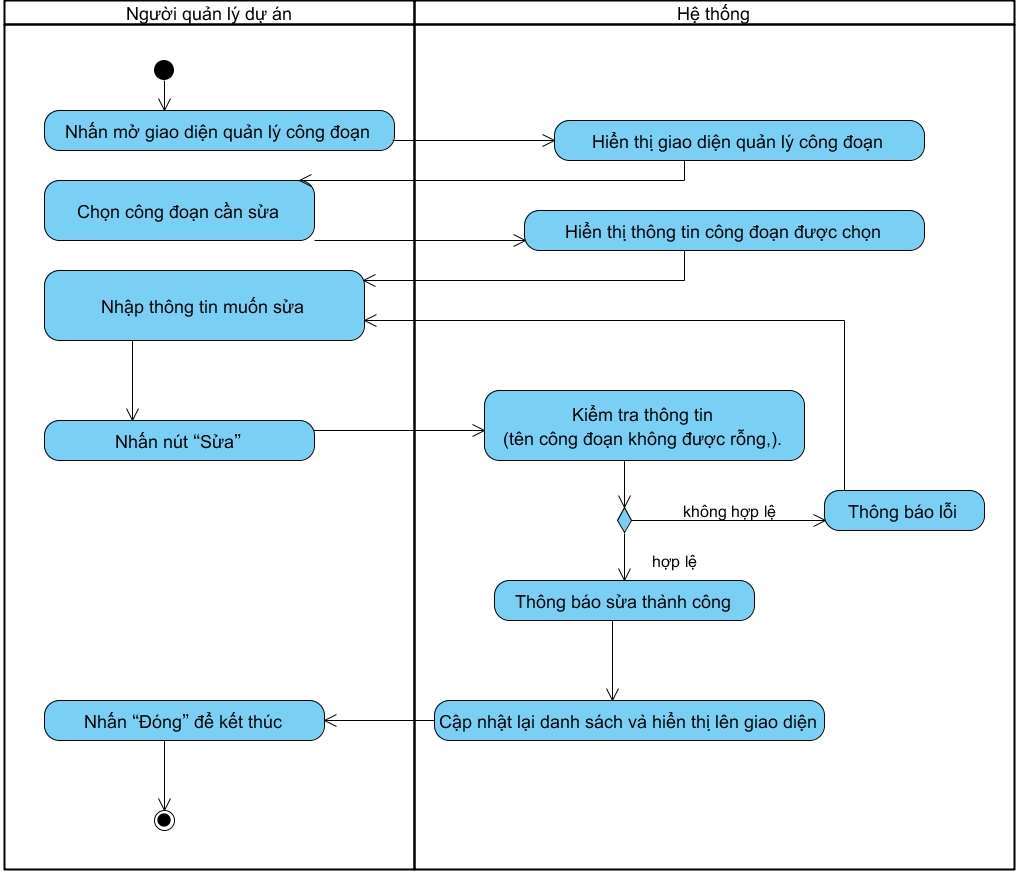 Người quản lý dự án
Hệ thống
Nhấn mở giao diện quản lý công đoạn
Hiển thị giao diện quản lý công đoạn
Chọn công đoạn cần sửa
Hiển thị thông tin công đoạn được chọn
Nhập thông tin muốn sửa
Kiểm tra thông tin
(tên công đoạn không được rỗng,).
Nhấn nút “Sửa”
không hợp lệ
Thông báo lỗi
hợp lệ
Thông báo sửa thành công
Nhấn “Đóng” để kết thúc
Cập nhật lại danh sách và hiển thị lên giao diện